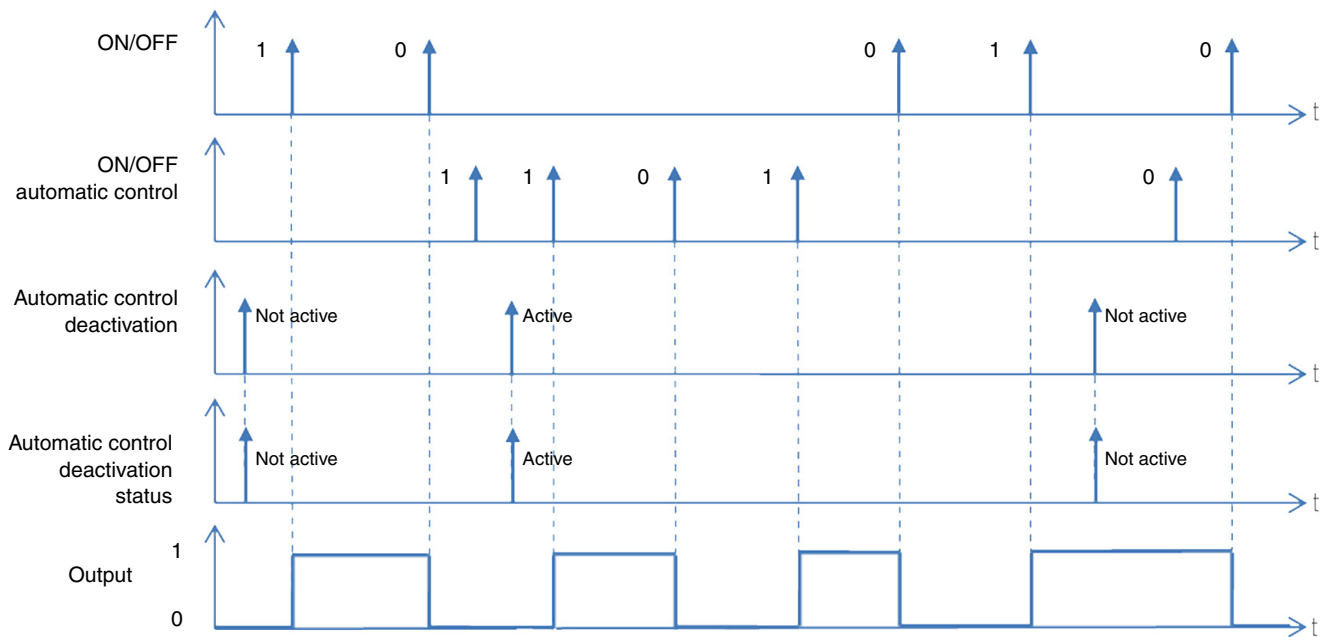 ON/OFF
1 0 0 1 0
t
ON/OFF
automatic control
1 1 0 1 0
t
Automatic control
deactivation
Not active Active Not active
t
Automatic control
deactivation
status
Not active Active Not active
t
1
Output
0
t